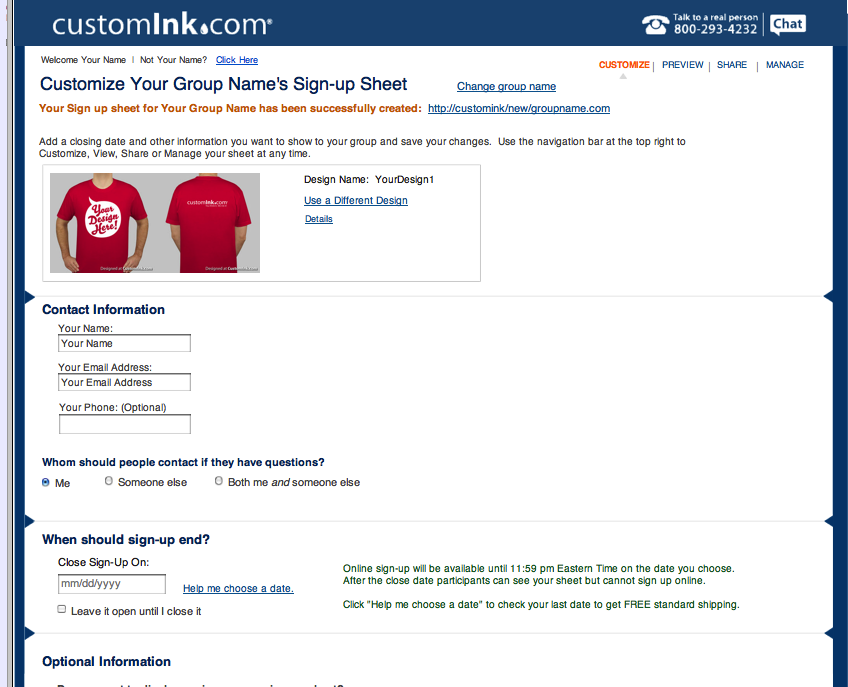 customInk.com®
Talk to a real person
800-293-4232
Chat
Welcome Your Name | Not Your Name? Click Here
CUSTOMIZE | PREVIEW | SHARE | MANAGE
Customize Your Group Name's Sign-up Sheet Change group name
Your Sign up sheet for Your Group Name has been successfully created: http://customink/new/groupname.com
Add a closing date and other information you want to show to your group and save your changes. Use the navigation bar at the top right to
Customize, View, Share or Manage your sheet at any time.
Your
Design
Here!
customInk.com
Designed at CustomInk.com
Designed at CustomInk.com
Design Name: YourDesign1
Use a Different Design
Details
Contact Information
Your Name:
Your Name
Your Email Address:
Your Email Address
Your Phone: (Optional)
Whom should people contact if they have questions?
Me Someone else Both me and someone else
When should sign-up end?
Close Sign-Up On:
mm/dd/yyyy Help me choose a date.
Leave it open until I close it
Online sign-up will be available until 11:59 pm Eastern Time on the date you choose.
After the close date participants can see your sheet but cannot sign up online.
Click "Help me choose a date" to check your last date to get FREE standard shipping.
Optional Information